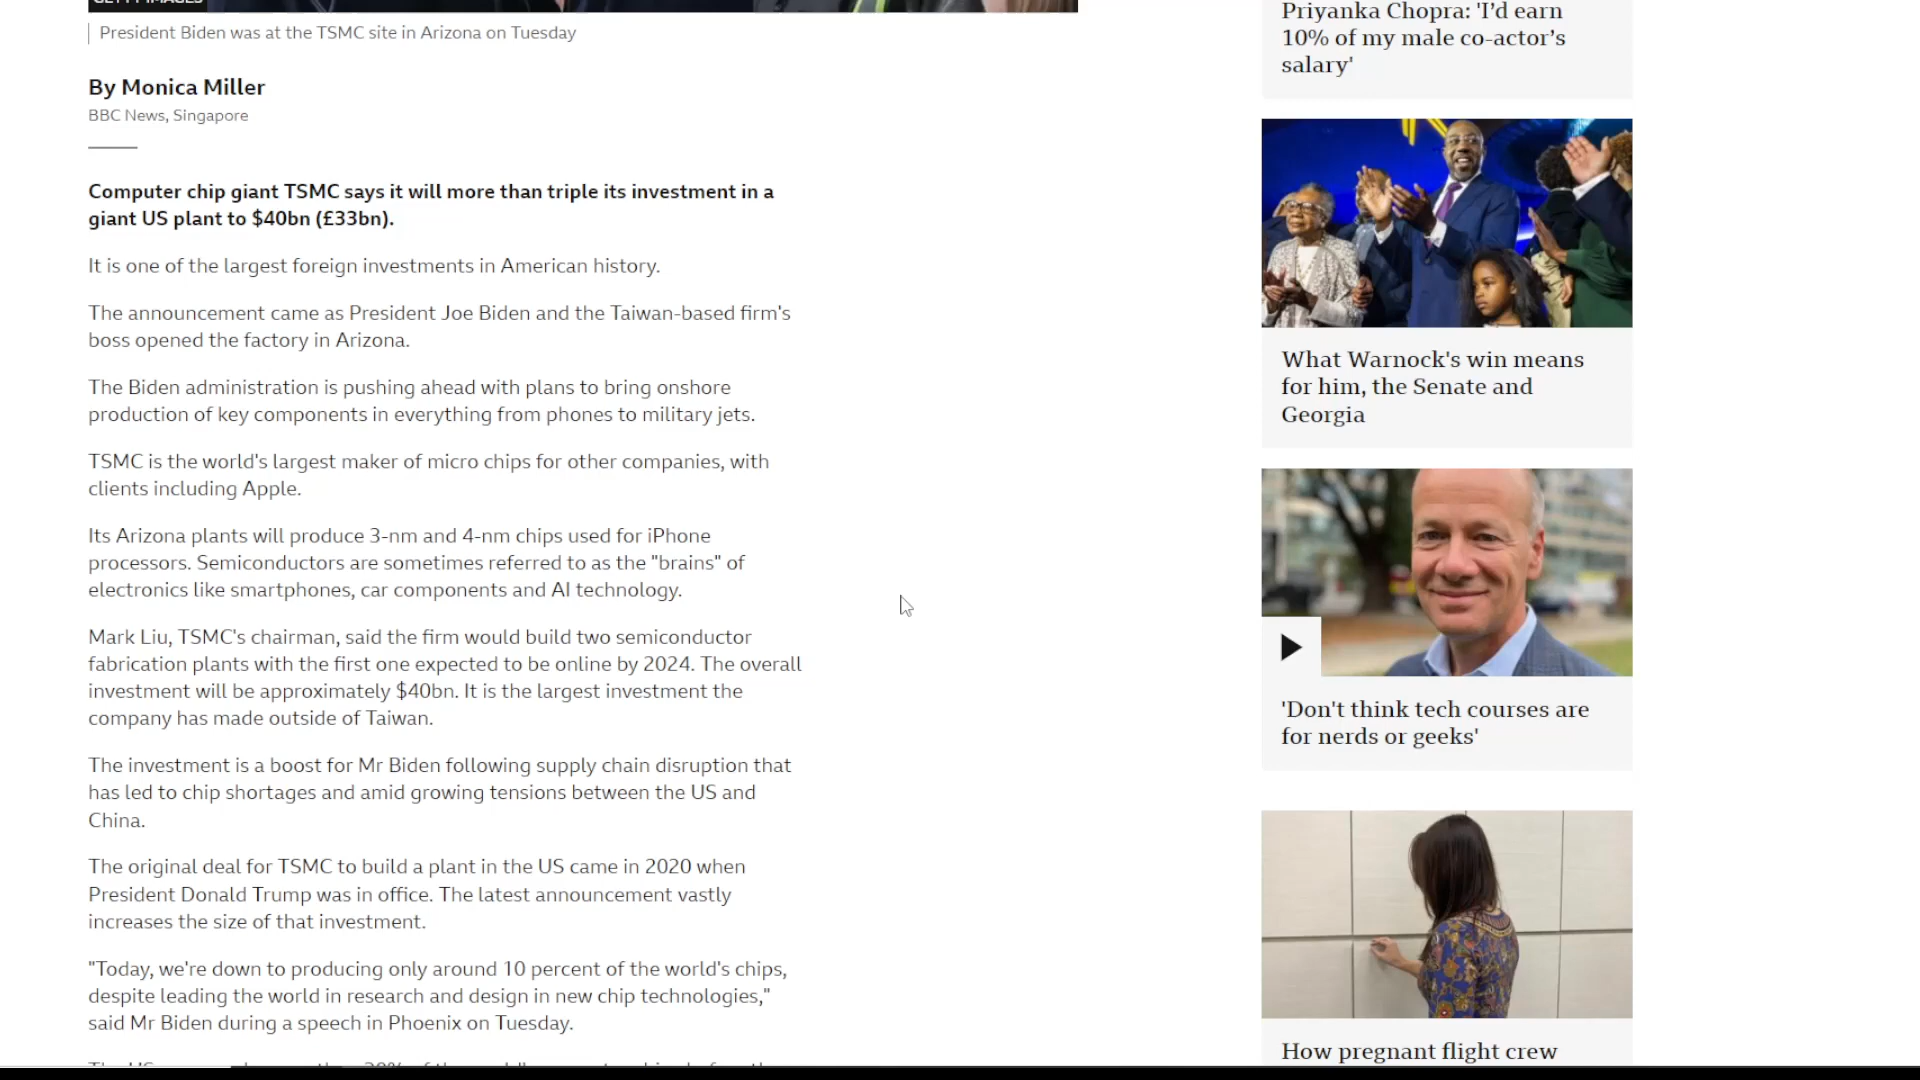 President Biden was at the TSMC site in Arizona on Tuesday
By Monica Miller
BBC News, Singapore
Computer chip giant TSMC says it will more than triple its investment in a
giant US plant to $40bn (£33bn).
It is one of the largest foreign investments in American history.
The announcement came as President Joe Biden and the Taiwan-based firm's
boss opened the factory in Arizona.
The Biden administration is pushing ahead with plans to bring onshore
production of key components in everything from phones to military jets.
TSMC is the world's largest maker of micro chips for other companies, with
clients including Apple.
Its Arizona plants will produce 3-nm and 4-nm chips used for iPhone
processors. Semiconductors are sometimes referred to as the "brains" of
electronics like smartphones, car components and AI technology.
Mark Liu, TSMC's chairman, said the firm would build two semiconductor
fabrication plants with the first one expected to be online by 2024. The overall
investment will be approximately $40bn. It is the largest investment the
company has made outside of Taiwan.
The investment is a boost for Mr Biden following supply chain disruption that
has led to chip shortages and amid growing tensions between the US and
China.
The original deal for TSMC to build a plant in the US came in 2020 when
President Donald Trump was in office. The latest announcement vastly
increases the size of that investment.
"Today, we're down to producing only around 10 percent of the world's chips,
despite leading the world in research and design in new chip technologies,"
said Mr Biden during a speech in Phoenix on Tuesday.
Priyanka Chopra: 'I'd earn
10% of my male co-actor's
salary'
What Warnock's win means
for him, the Senate and
Georgia
'Don't think tech courses are
for nerds or geeks'
How pregnant flight crew